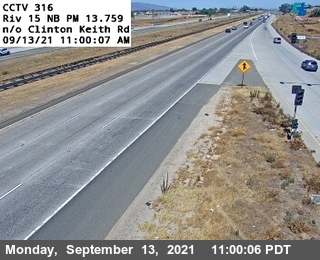 CCTV 316
Riv 15 NB PM 13.759
n/o Clinton Keith Rd
09/13/21 11:00:07 AM
Monday, September 13, 2021 11:00:06 PDT